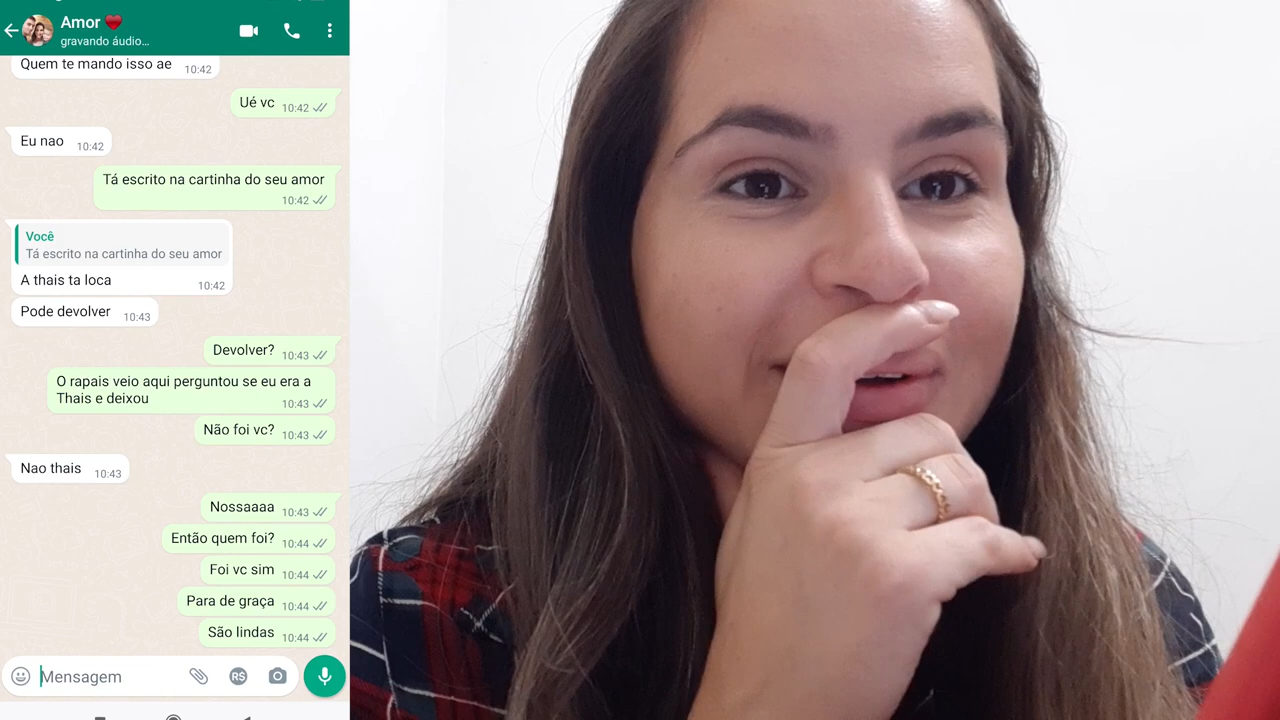 Amor
gravando áudio...
Quem te mando isso ae 10:42
Ué vc 10:42
Eu nao 10:42
Tá escrito na cartinha do seu amor
10:42
Você
Tá escrito na cartinha do seu amor
A thais ta loca 10:42
Pode devolver 10:43
Devolver? 10:43
O rapais veio aqui perguntou se eu era a
Thais e deixou 10:43
Não foi vc? 10:43
Nao thais 10:43
Nossaaaa 10:43
Então quem foi? 10:44
Foi vc sim 10:44
Para de graça 10:44
São lindas 10:44
Mensagem R$